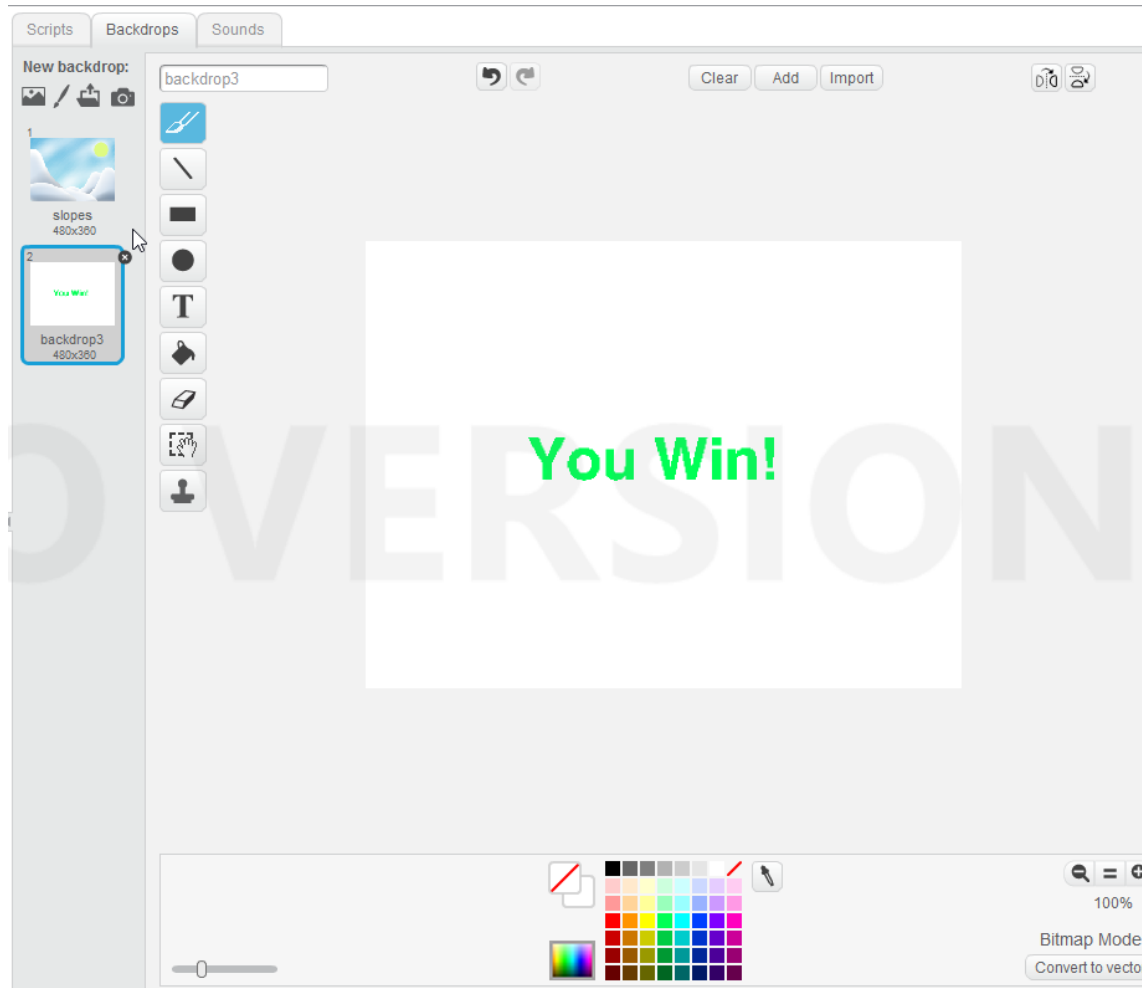 Scripts Backdrops Sounds
New backdrop:
backdrop3
Clear Add Import
1
slopes
480x360
2
You Win!
backdrop3
480x360
T
You Win!
O VERSION
100%
Bitmap Mode
Convert to vecto